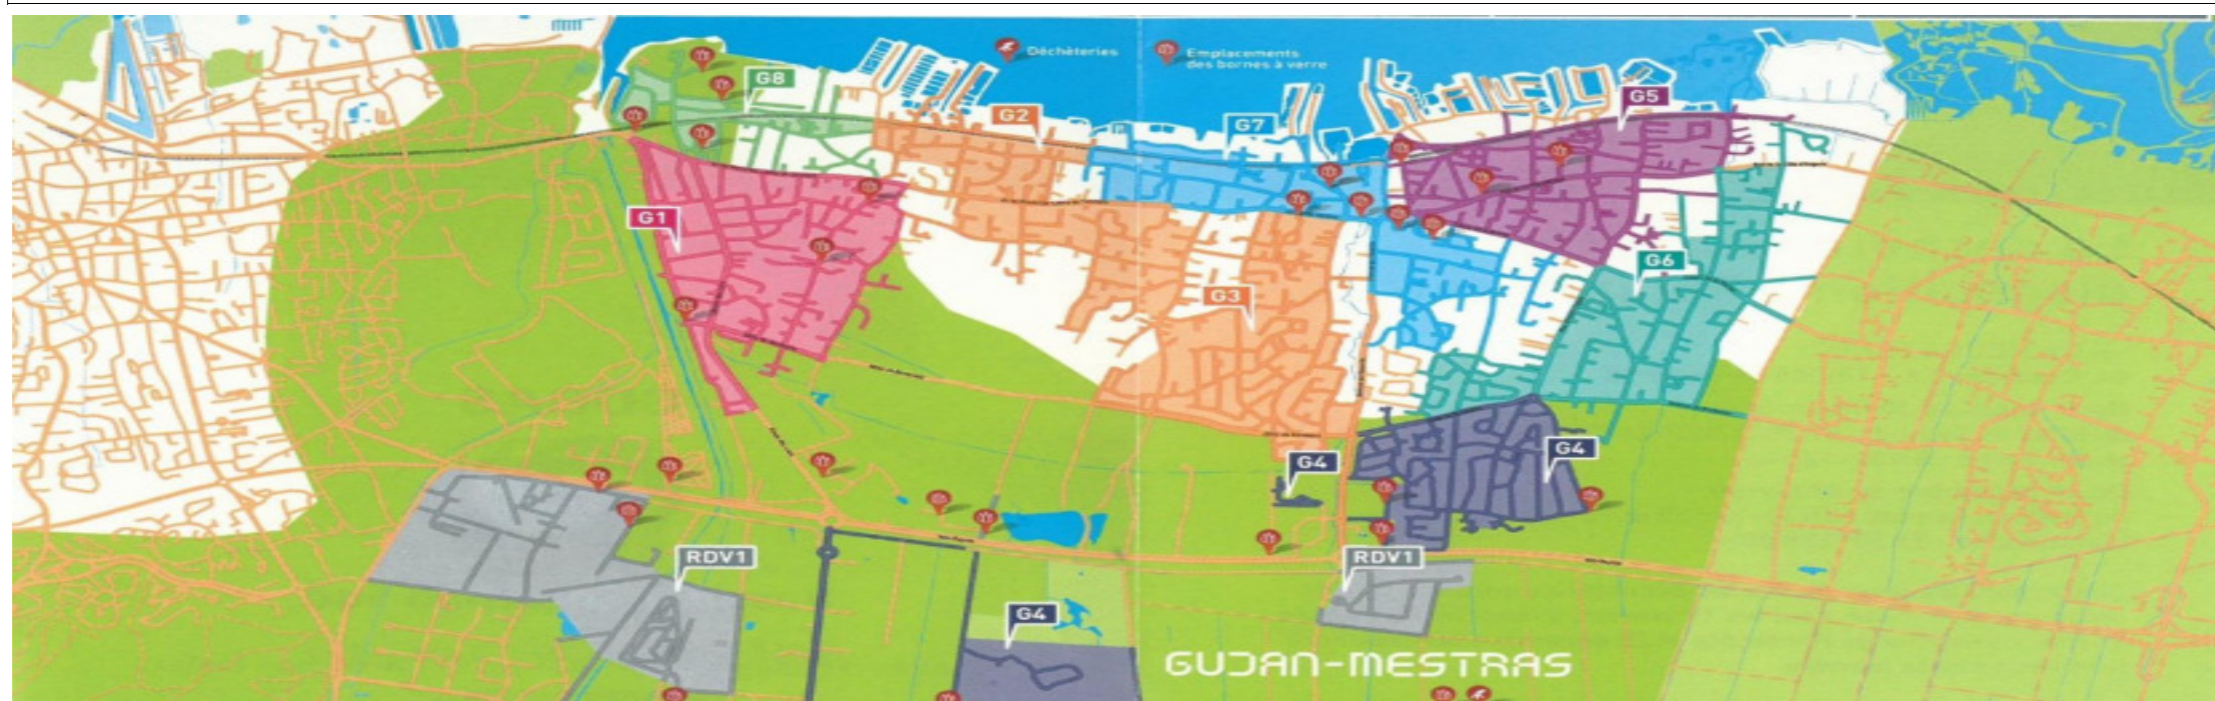 Déchèteries
Emplacements
des bornes à verre
G8
G2
G7
G5
G1
G6
G3
G4
G4
RDV1
RDV1
G4
GUJAN-MESTRAS